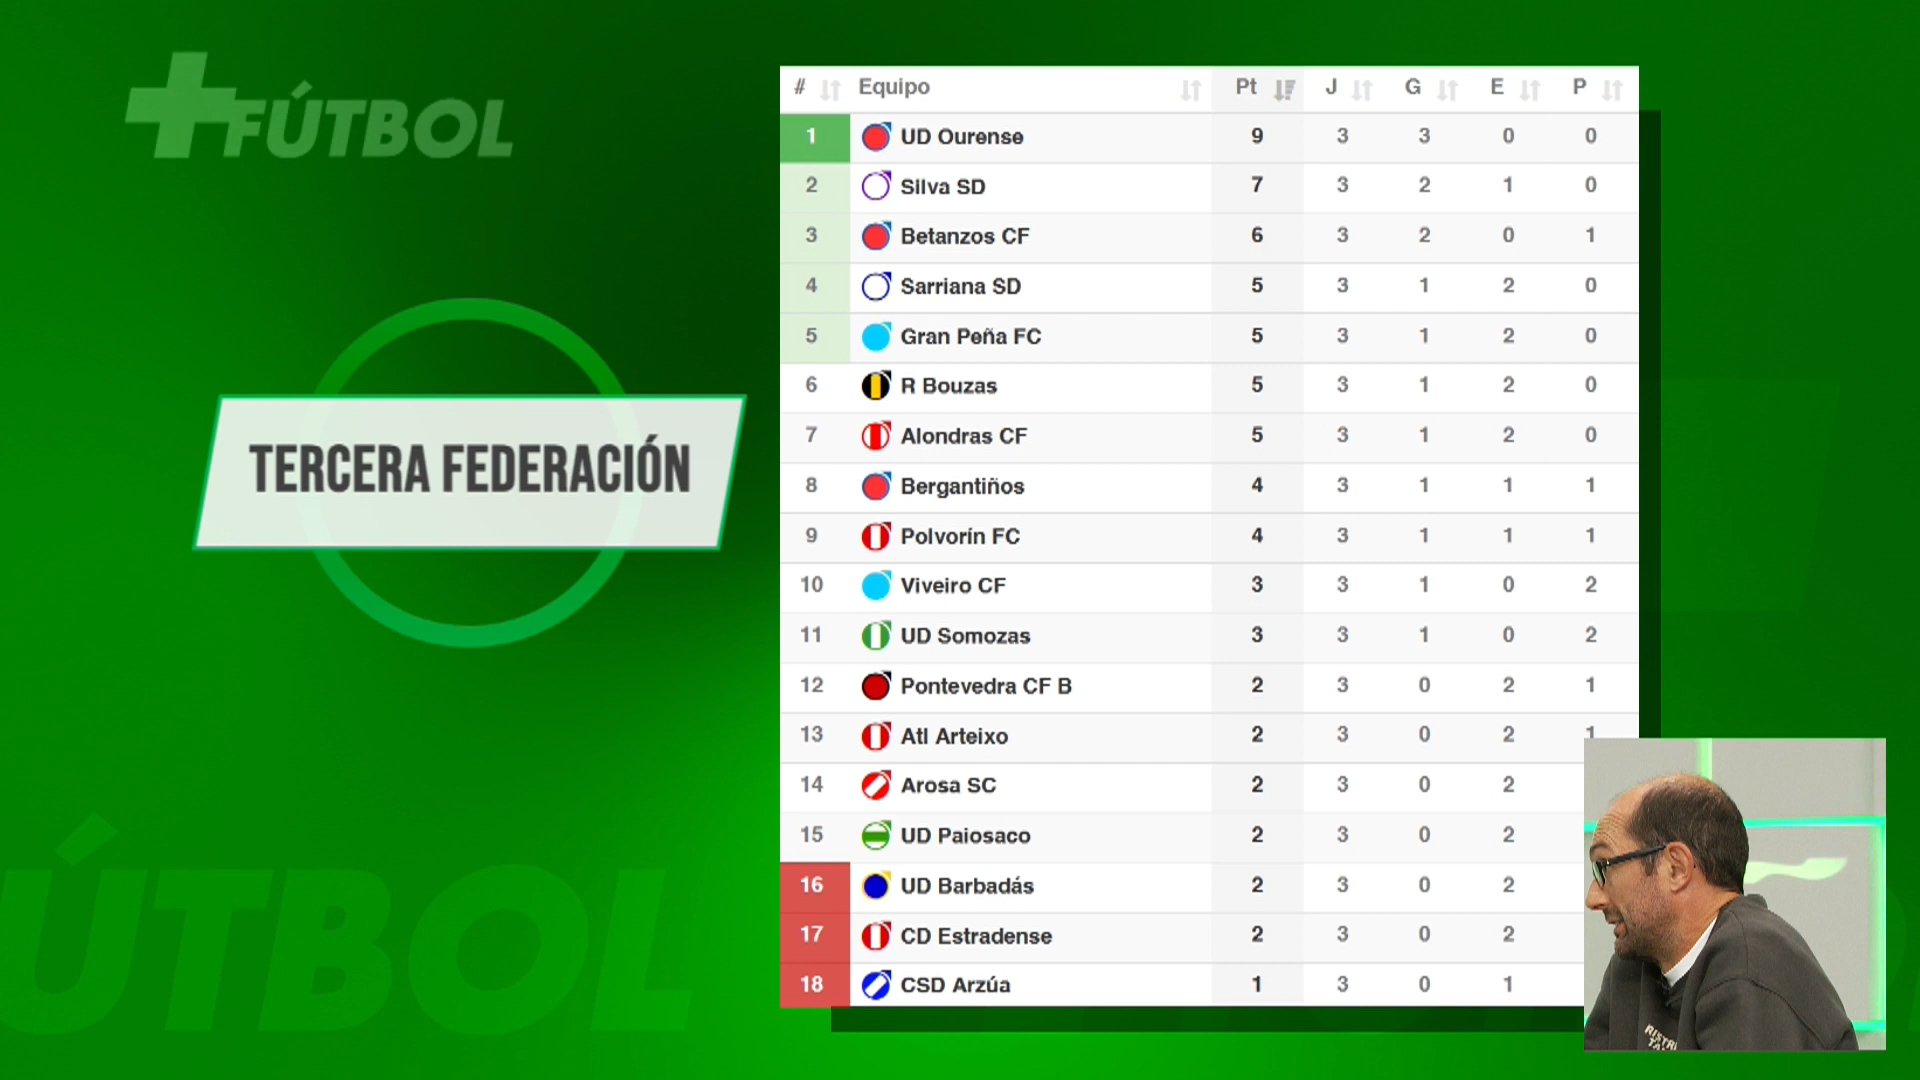 +FÚTBOL
TERCERA FEDERACIÓN
# Equipo Pt J G E P
1 UD Ourense 9 3 3 0 0
2 Silva SD 7 3 2 1 0
3 Betanzos CF 6 3 2 0 1
4 Sarriana SD 5 3 1 2 0
5 Gran Peña FC 5 3 1 2 0
6 R Bouzas 5 3 1 2 0
7 Alondras CF 5 3 1 2 0
8 Bergantiños 4 3 1 1 1
9 Polvorín FC 4 3 1 1 1
10 Viveiro CF 3 3 1 0 2
11 UD Somozas 3 3 1 0 2
12 Pontevedra CF B 2 3 0 2 1
13 Atl Arteixo 2 3 0 2 1
14 Arosa SC 2 3 0 2
15 UD Paiosaco 2 3 0 2
16 UD Barbadás 2 3 0 2
17 CD Estradense 2 3 0 2
18 CSD Arzúa 1 3 0 1
ÚTBOL